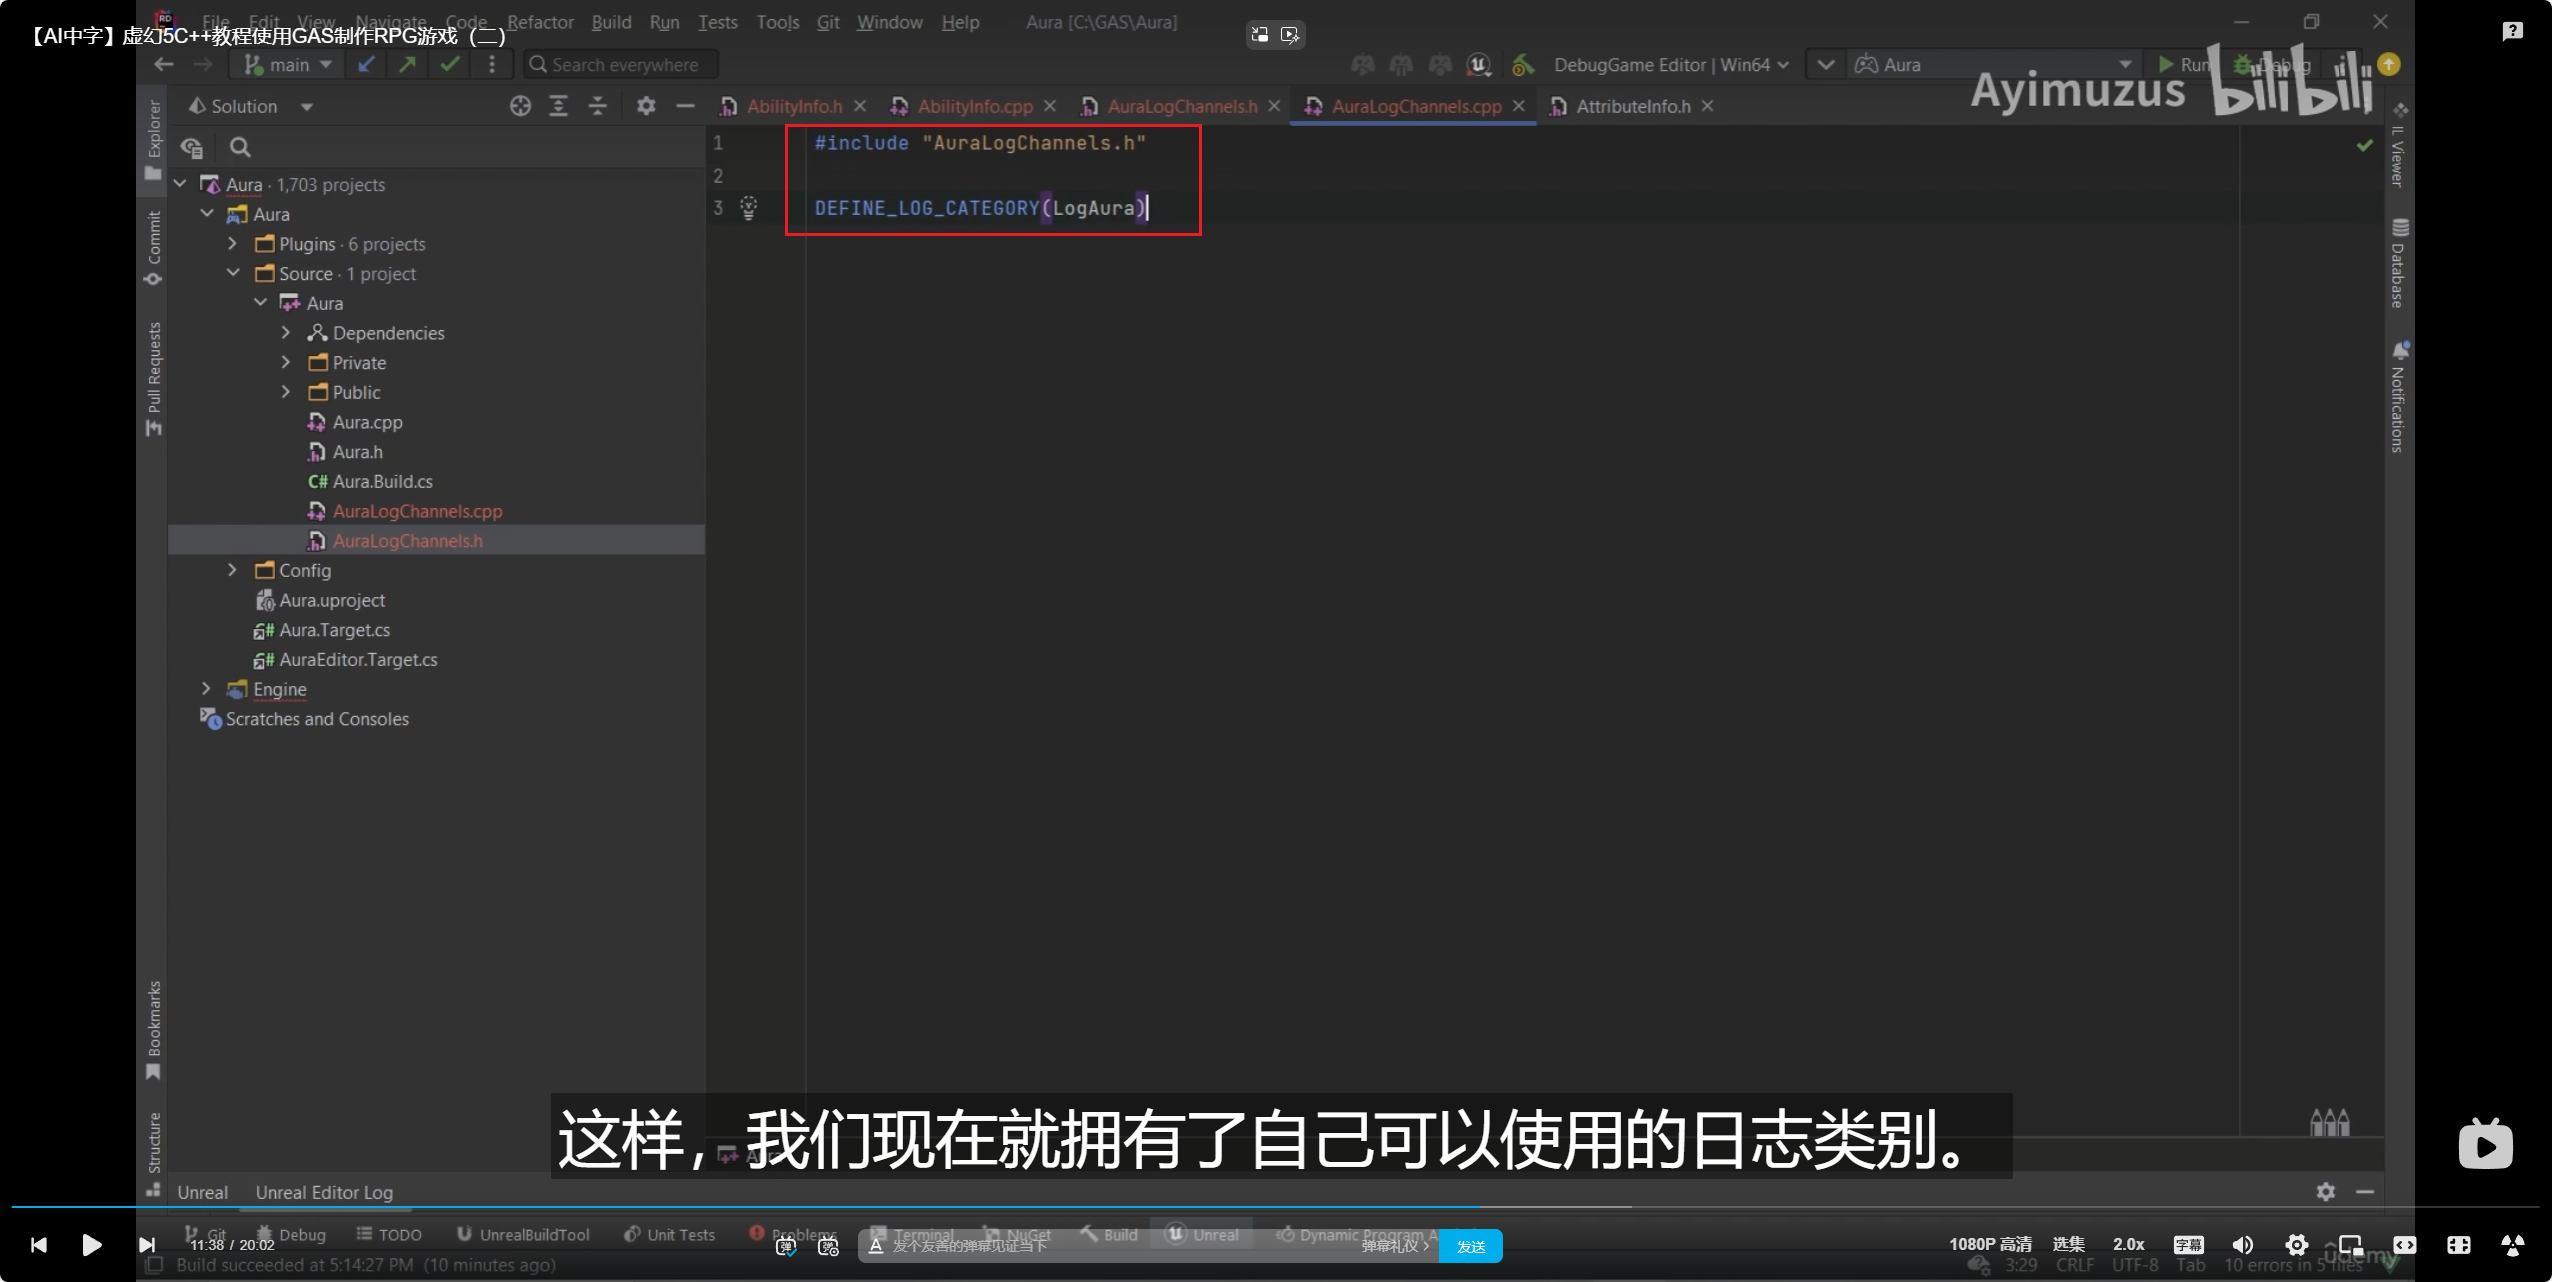 File Edit View Navigate Code Refactor Build Run Tests Tools Git Window Help Aura [C:\GAS\Aura]
【AI中字】虚幻5C++教程使用GAS制作RPG游戏（二）
main
Search everywhere
DebugGame Editor | Win64
Aura
Run
Debug
Ayimuzus bilibili
Solution
AbilityInfo.h
AbilityInfo.cpp
AuraLogChannels.h
AuraLogChannels.cpp
AttributeInfo.h
Explorer
Commit
Pull Requests
Bookmarks
Structure
Aura · 1,703 projects
Aura
Plugins · 6 projects
Source · 1 project
Aura
Dependencies
Private
Public
Aura.cpp
Aura.h
C# Aura.Build.cs
AuraLogChannels.cpp
AuraLogChannels.h
Config
Aura.uproject
Aura.Target.cs
AuraEditor.Target.cs
Engine
Scratches and Consoles
1 #include "AuraLogChannels.h"
2
3 DEFINE_LOG_CATEGORY(LogAura)
IL Viewer
Database
Notifications
这样，我们现在就拥有了自己可以使用的日志类别。
Unreal Unreal Editor Log
Git Debug TODO UnrealBuildTool Unit Tests Problems Terminal NuGet Build Unreal Dynamic Program
11:38 / 20:02
发个友善的弹幕见证当下
弹幕礼仪 >
发送
1080P 高清 选集 2.0x 字幕
Build succeeded at 5:14:27 PM (10 minutes ago)
3:29 CRLF UTF-8 Tab 10 errors in 5 files
udemy